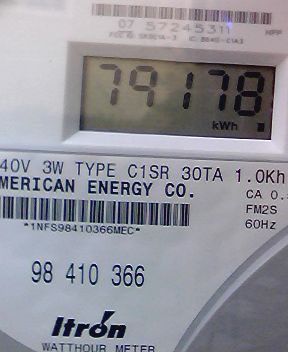 07 57245311
79178
kWh
40V 3W TYPE C1SR 30TA 1.0Kh
MERICAN ENERGY CO.
CA 0.
FM2S
*1NFS98410366MEC*
60Hz
98 410 366
Itrón
WATTHOUR METER